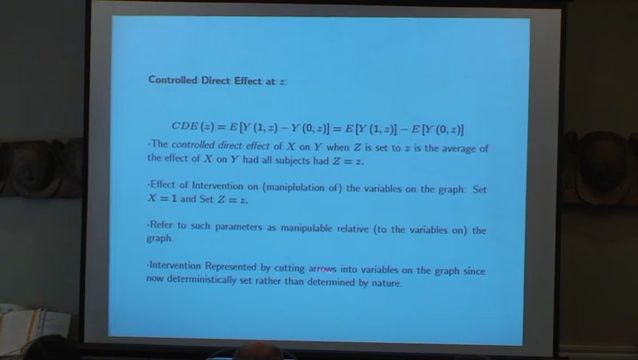 Controlled Direct Effect at z:
CDE (z) = E [Y (1, z) − Y (0, z)] = E [Y (1, z)] − E [Y (0, z)]
-The controlled direct effect of X on Y when Z is set to z is the average of
the effect of X on Y had all subjects had Z = z.
-Effect of Intervention on (maniplulation of) the variables on the graph: Set
X = 1 and Set Z = z.
-Refer to such parameters as manipulable relative (to the variables on) the
graph.
-Intervention Represented by cutting arrows into variables on the graph since
now deterministically set rather than determined by nature.